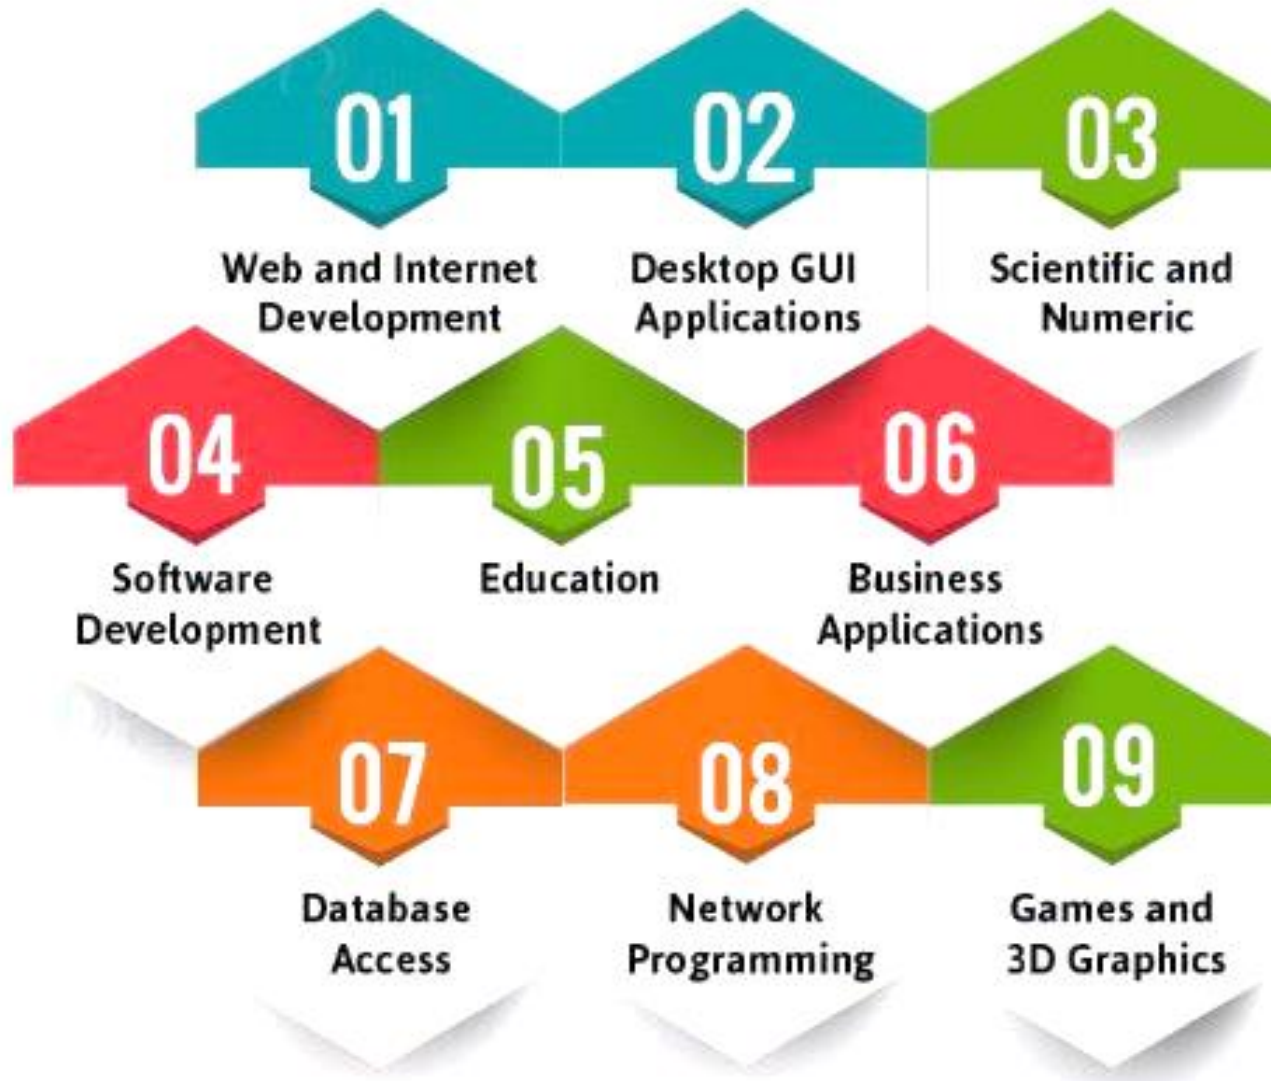 01
Web and Internet
Development
02
Desktop GUI
Applications
03
Scientific and
Numeric
04
Software
Development
05
Education
06
Business
Applications
07
Database
Access
08
Network
Programming
09
Games and
3D Graphics